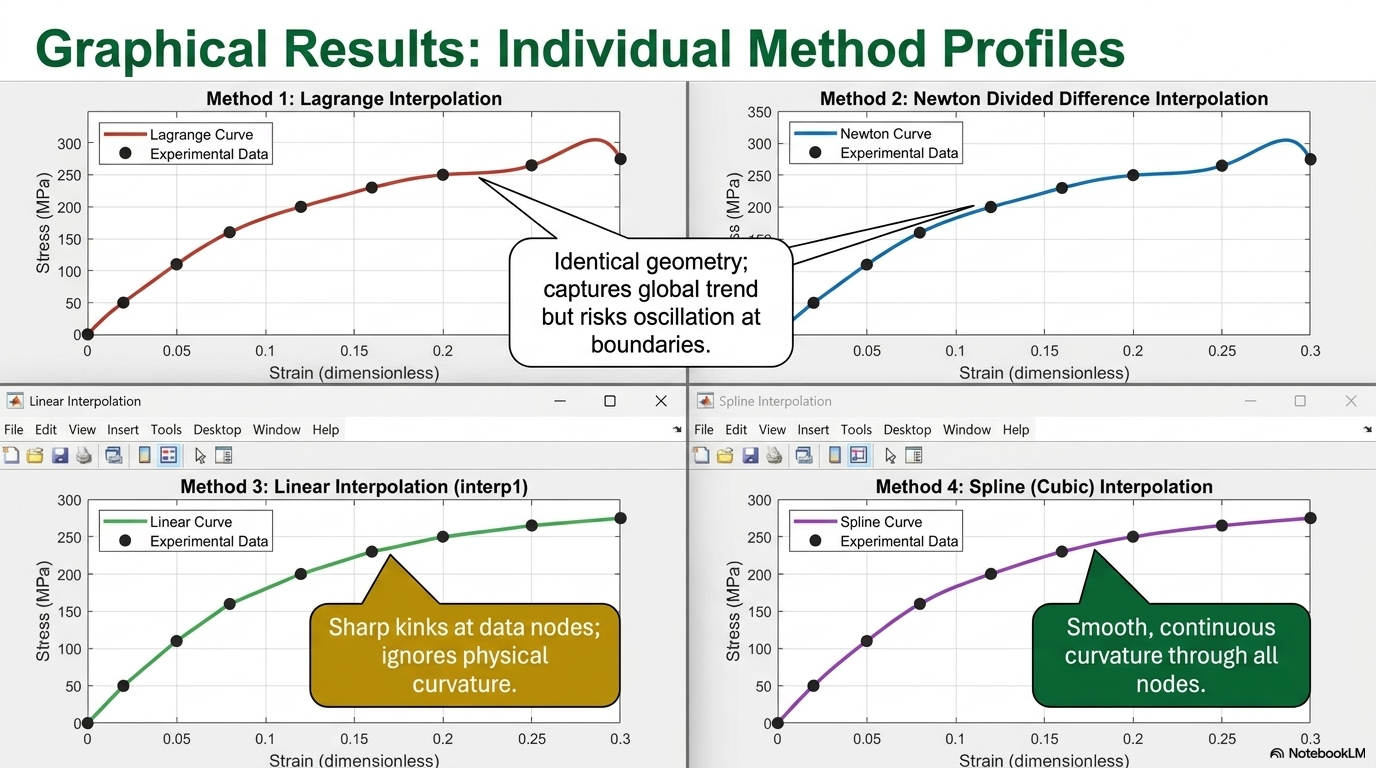 Graphical Results: Individual Method Profiles
Method 1: Lagrange Interpolation
Lagrange Curve
Experimental Data
Stress (MPa)
300
250
200
150
100
50
0
0 0.05 0.1 0.15 0.2
Strain (dimensionless)
Method 2: Newton Divided Difference Interpolation
Newton Curve
Experimental Data
ss (MPa)
350
300
250
200
0.05 0.1 0.15 0.2 0.25 0.3
Strain (dimensionless)
Identical geometry;
captures global trend
but risks oscillation at
boundaries.
Linear Interpolation
File Edit View Insert Tools Desktop Window Help
Method 3: Linear Interpolation (interp1)
Linear Curve
Experimental Data
Stress (MPa)
300
250
200
150
100
50
0
0 0.05 0.1 0.15 0.2 0.25 0.3
Strain (dimensionless)
Sharp kinks at data nodes;
ignores physical
curvature.
Spline Interpolation
File Edit View Insert Tools Desktop Window Help
Method 4: Spline (Cubic) Interpolation
Spline Curve
Experimental Data
Stress (MPa)
300
250
200
150
100
50
0
0 0.05 0.1 0.15 0.2 0.25 0.3
Strain (dimensionless)
Smooth, continuous
curvature through all
nodes.
NotebookLM